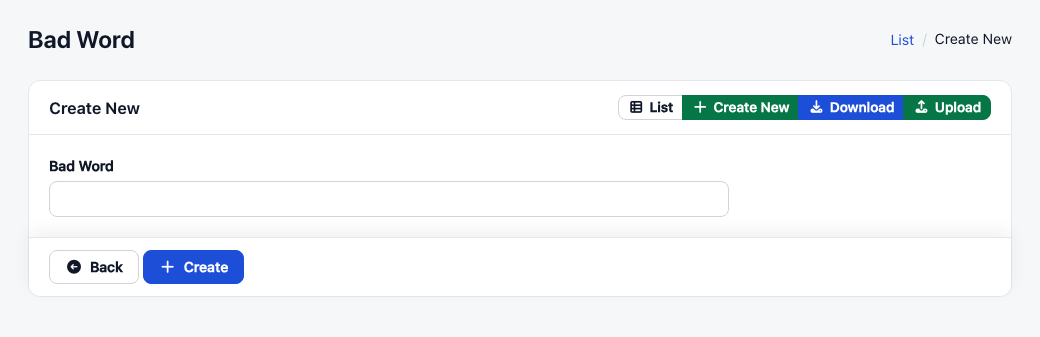 Bad Word
List / Create New
Create New
List Create New Download Upload
Bad Word
Back Create